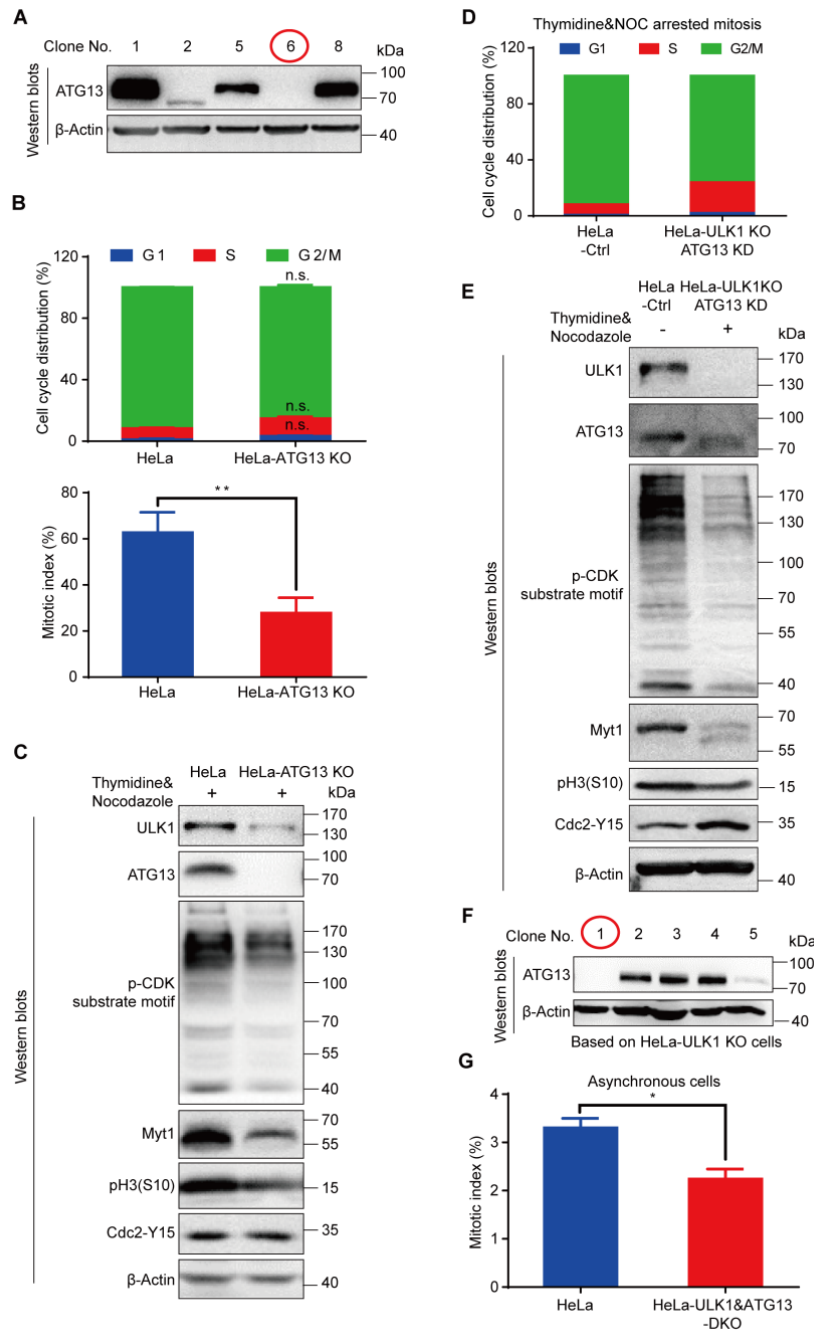 A
Clone No. 1 2 5 6 8 kDa
Western blots
ATG13
100
70
β-Actin
40
B
G1 S G2/M
Cell cycle distribution (%)
120
80
40
0
n.s.
n.s.
n.s.
HeLa HeLa-ATG13 KO
Mitotic index (%)
80
60
40
20
0
**
HeLa HeLa-ATG13 KO
C
HeLa HeLa-ATG13 KO
Thymidine&
Nocodazole + + kDa
Western blots
ULK1
170
130
ATG13
100
70
p-CDK
substrate motif
170
130
100
70
55
40
Myt1
70
55
pH3(S10)
15
Cdc2-Y15
35
β-Actin
40
D
Thymidine&NOC arrested mitosis
G1 S G2/M
Cell cycle distribution (%)
120
80
40
0
HeLa
-Ctrl
HeLa-ULK1 KO
ATG13 KD
E
HeLa
-Ctrl
HeLa-ULK1KO
ATG13 KD
Thymidine&
Nocodazole - + kDa
Western blots
ULK1
170
130
ATG13
100
70
p-CDK
substrate motif
170
130
100
70
55
40
Myt1
70
55
pH3(S10)
15
Cdc2-Y15
35
β-Actin
40
F
Clone No. 1 2 3 4 5 kDa
Western blots
ATG13
100
70
β-Actin
40
Based on HeLa-ULK1 KO cells
G
Asynchronous cells
Mitotic index (%)
4
3
2
1
0
*
HeLa
HeLa-ULK1&ATG13
-DKO